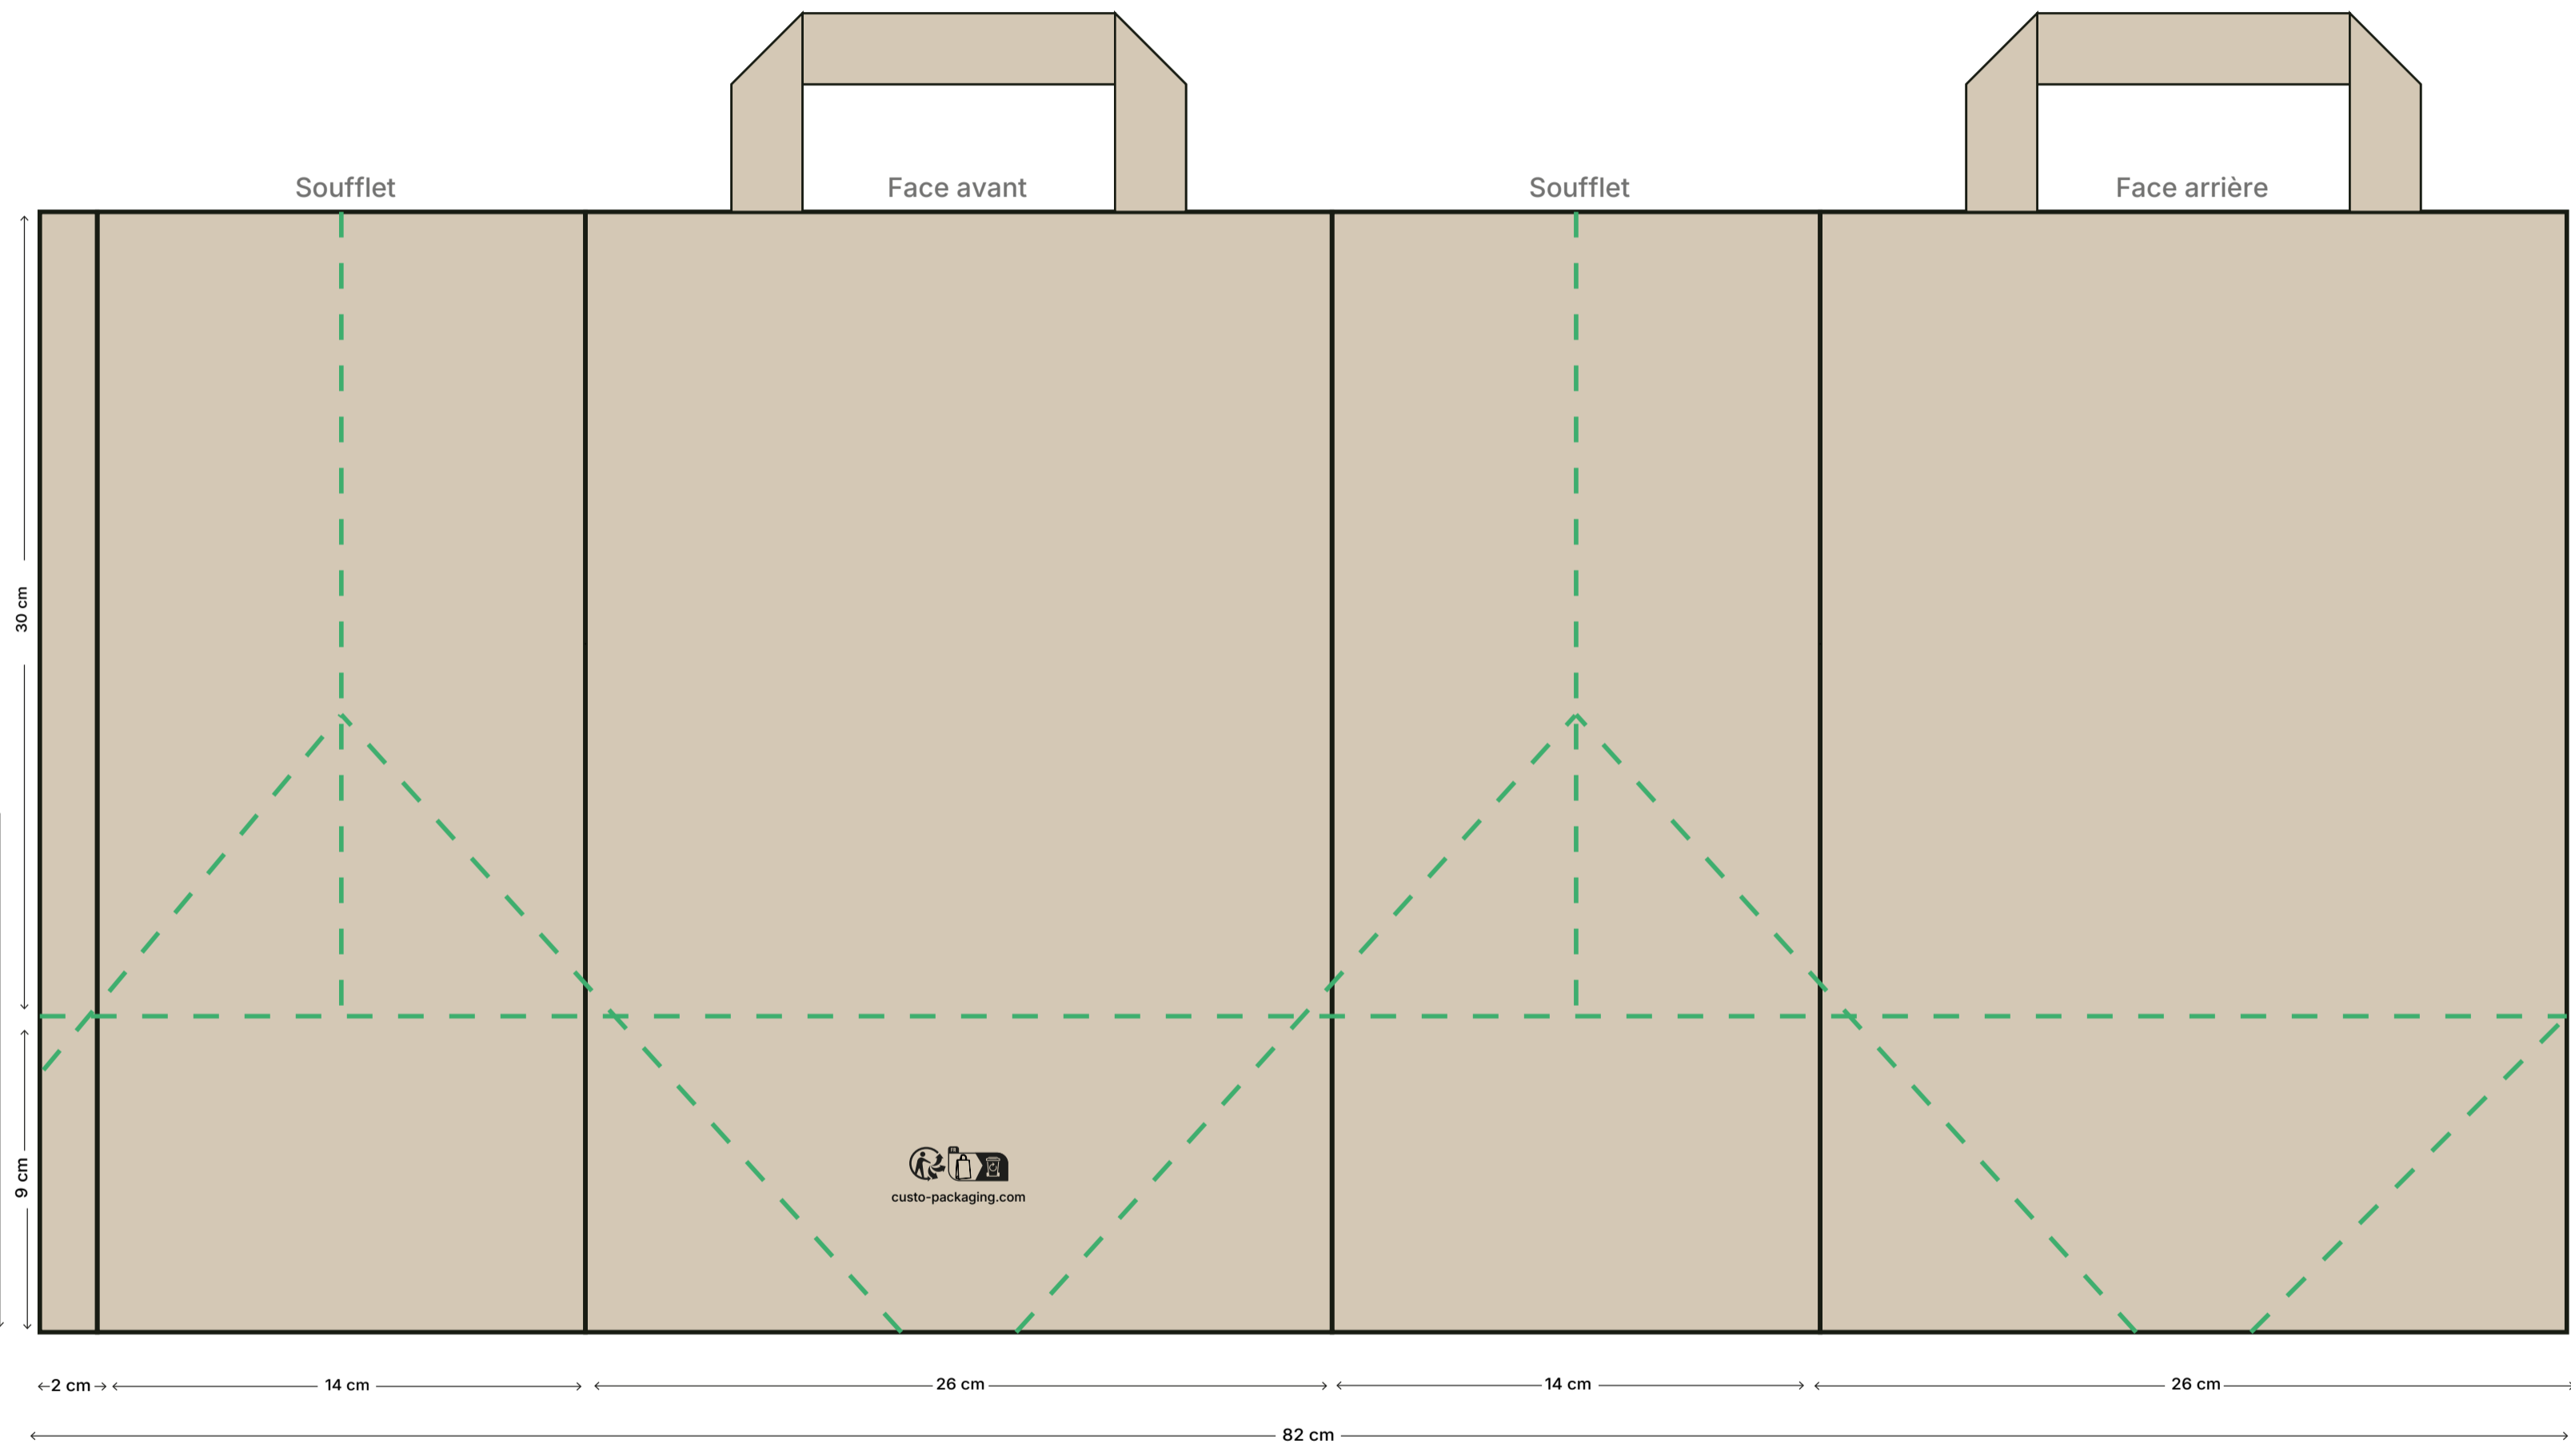 Soufflet
Face avant
Soufflet
Face arrière
30 cm
9 cm
custo-packaging.com
2 cm
14 cm
26 cm
14 cm
26 cm
82 cm